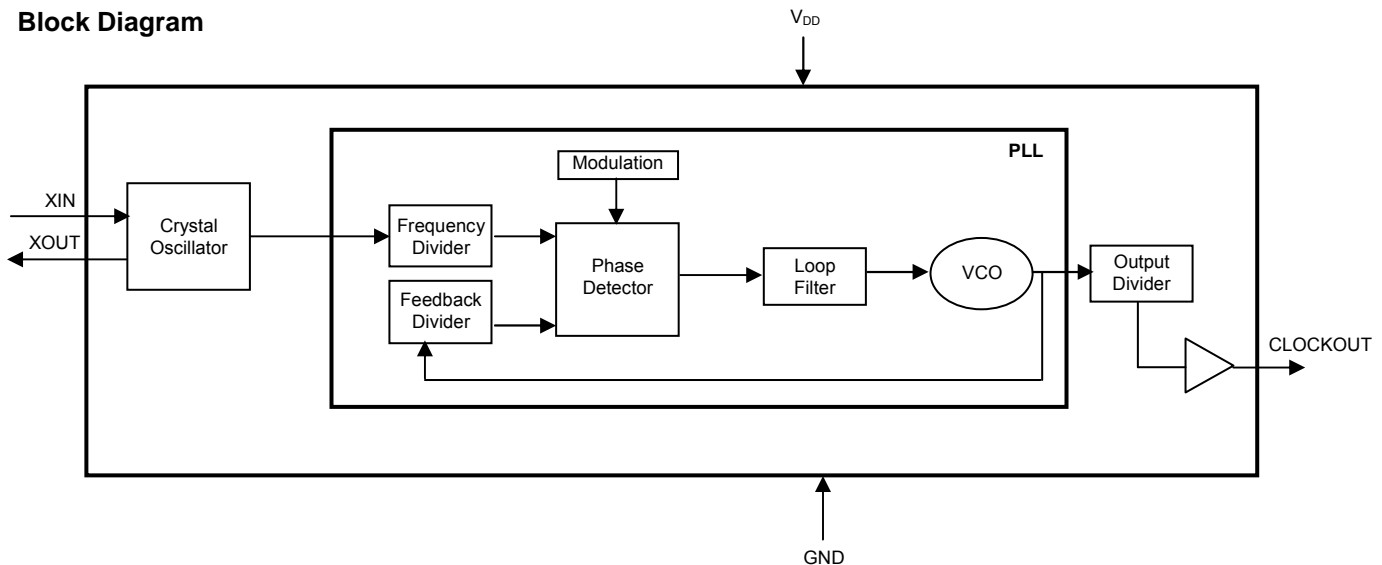 Block Diagram
VDD
PLL
Modulation
XIN
XOUT
Crystal
Oscillator
Frequency
Divider
Feedback
Divider
Phase
Detector
Loop
Filter
VCO
Output
Divider
CLOCKOUT
GND